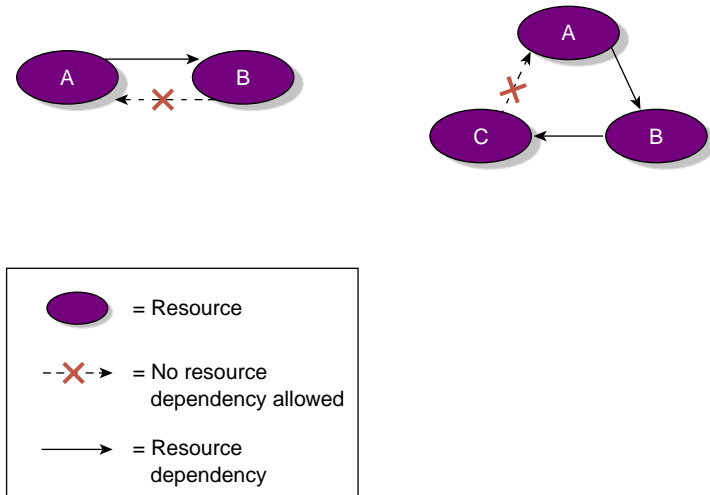 A
B
A
C
B
= Resource
= No resource
dependency allowed
= Resource
dependency